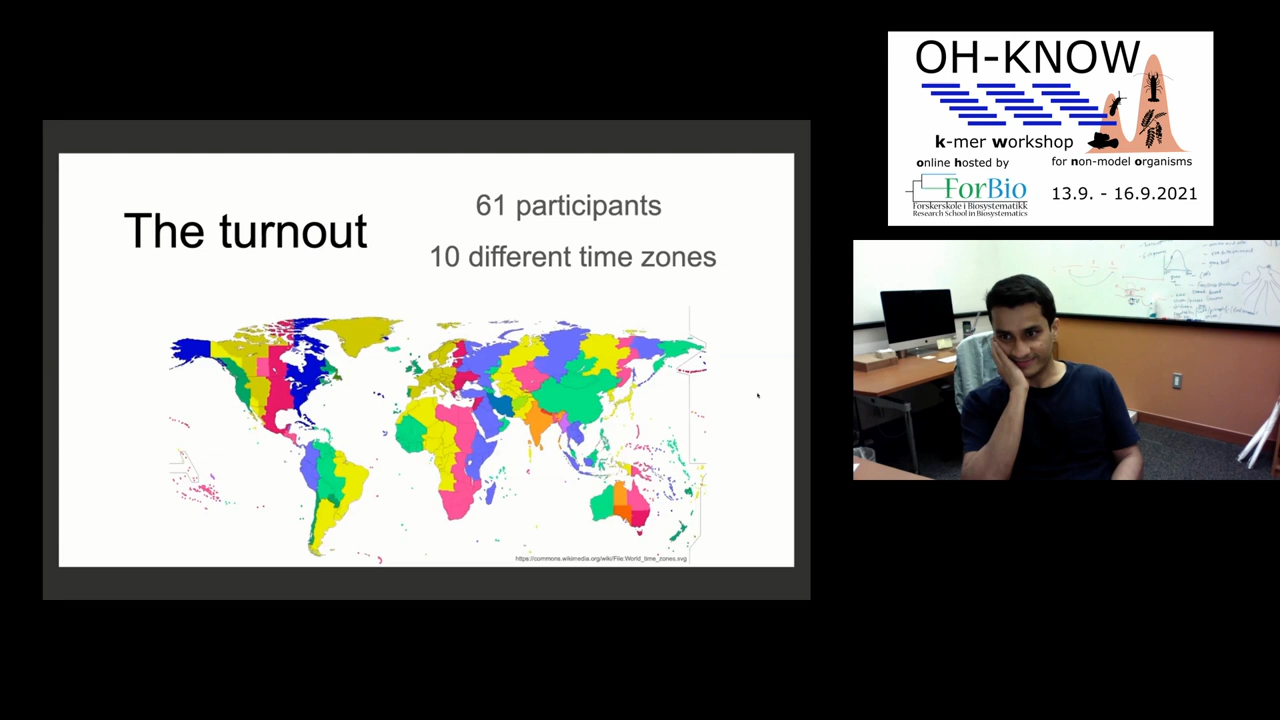 The turnout
61 participants
10 different time zones
https://commons.wikimedia.org/wiki/File:World_time_zones.svg
OH-KNOW
k-mer workshop
online hosted by
for non-model organisms
ForBio
Forskerskole i Biosystematikk
Research School in Biosystematics
13.9. - 16.9.2021